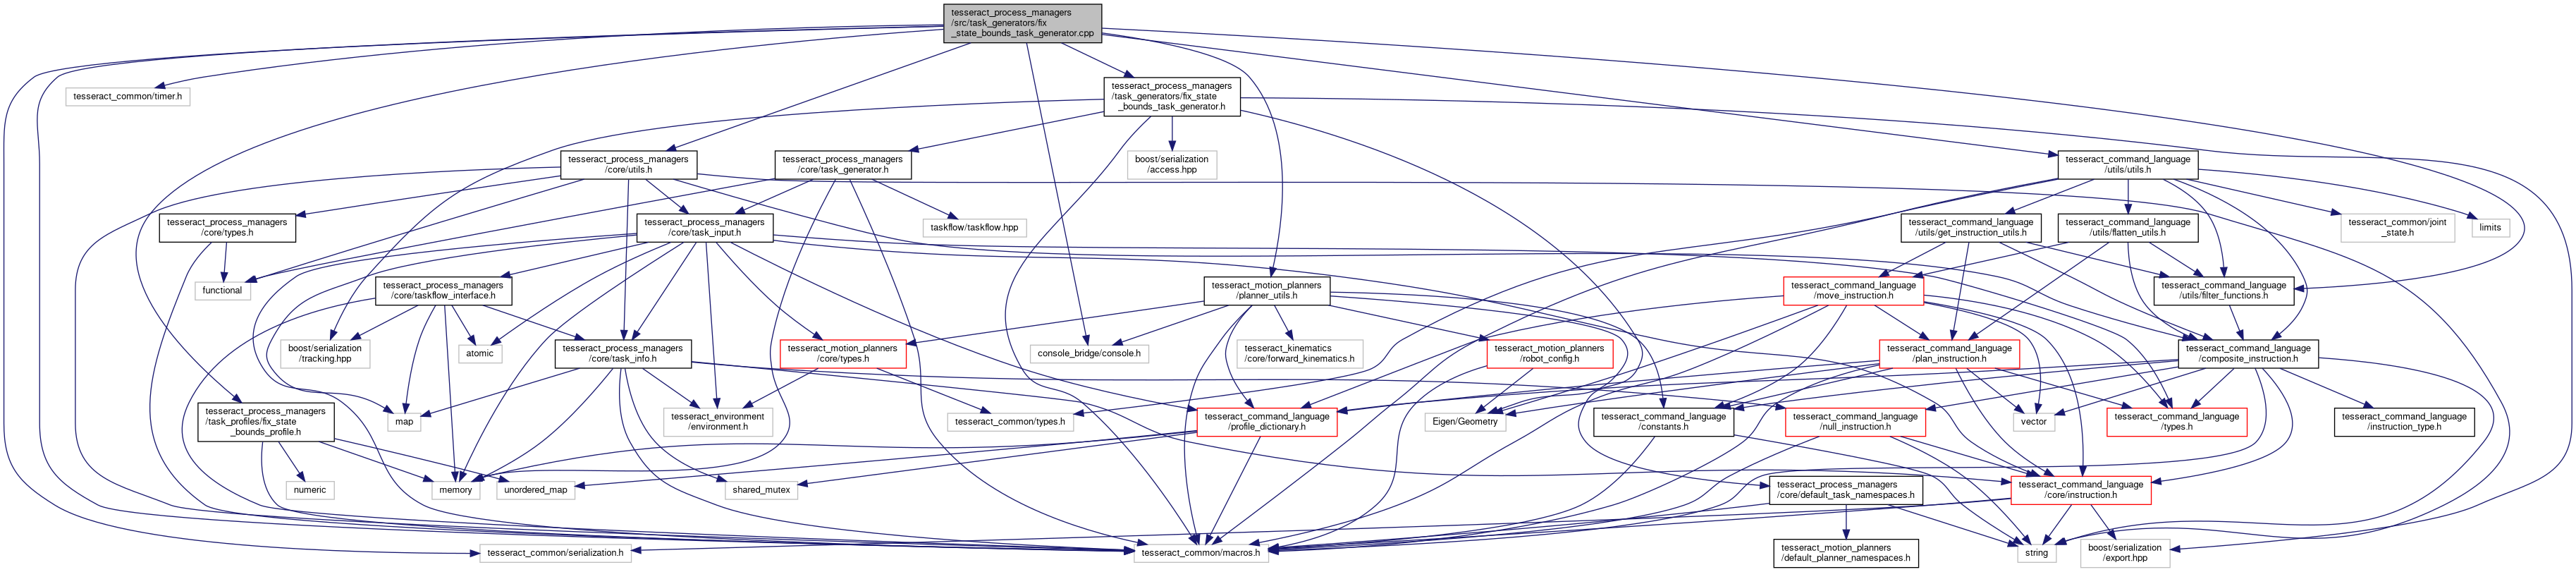 tesseract_process_managers
/src/task_generators/fix
_state_bounds_task_generator.cpp
tesseract_common/timer.h
tesseract_process_managers
/task_generators/fix_state
_bounds_task_generator.h
tesseract_process_managers
/core/utils.h
tesseract_process_managers
/core/task_generator.h
boost/serialization
/access.hpp
tesseract_command_language
/utils/utils.h
tesseract_process_managers
/core/types.h
tesseract_process_managers
/core/task_input.h
taskflow/taskflow.hpp
tesseract_command_language
/utils/get_instruction_utils.h
tesseract_command_language
/utils/flatten_utils.h
tesseract_common/joint
_state.h
limits
functional
tesseract_process_managers
/core/taskflow_interface.h
tesseract_motion_planners
/planner_utils.h
tesseract_command_language
/move_instruction.h
tesseract_command_language
/utils/filter_functions.h
boost/serialization
/tracking.hpp
atomic
tesseract_process_managers
/core/task_info.h
tesseract_motion_planners
/core/types.h
console_bridge/console.h
tesseract_kinematics
/core/forward_kinematics.h
tesseract_motion_planners
/robot_config.h
tesseract_command_language
/plan_instruction.h
tesseract_command_language
/composite_instruction.h
tesseract_process_managers
/task_profiles/fix_state
_bounds_profile.h
map
tesseract_environment
/environment.h
tesseract_common/types.h
tesseract_command_language
/profile_dictionary.h
Eigen/Geometry
tesseract_command_language
/constants.h
tesseract_command_language
/null_instruction.h
vector
tesseract_command_language
/types.h
tesseract_command_language
/instruction_type.h
numeric
memory
unordered_map
shared_mutex
tesseract_process_managers
/core/default_task_namespaces.h
tesseract_command_language
/core/instruction.h
tesseract_common/serialization.h
tesseract_common/macros.h
tesseract_motion_planners
/default_planner_namespaces.h
string
boost/serialization
/export.hpp